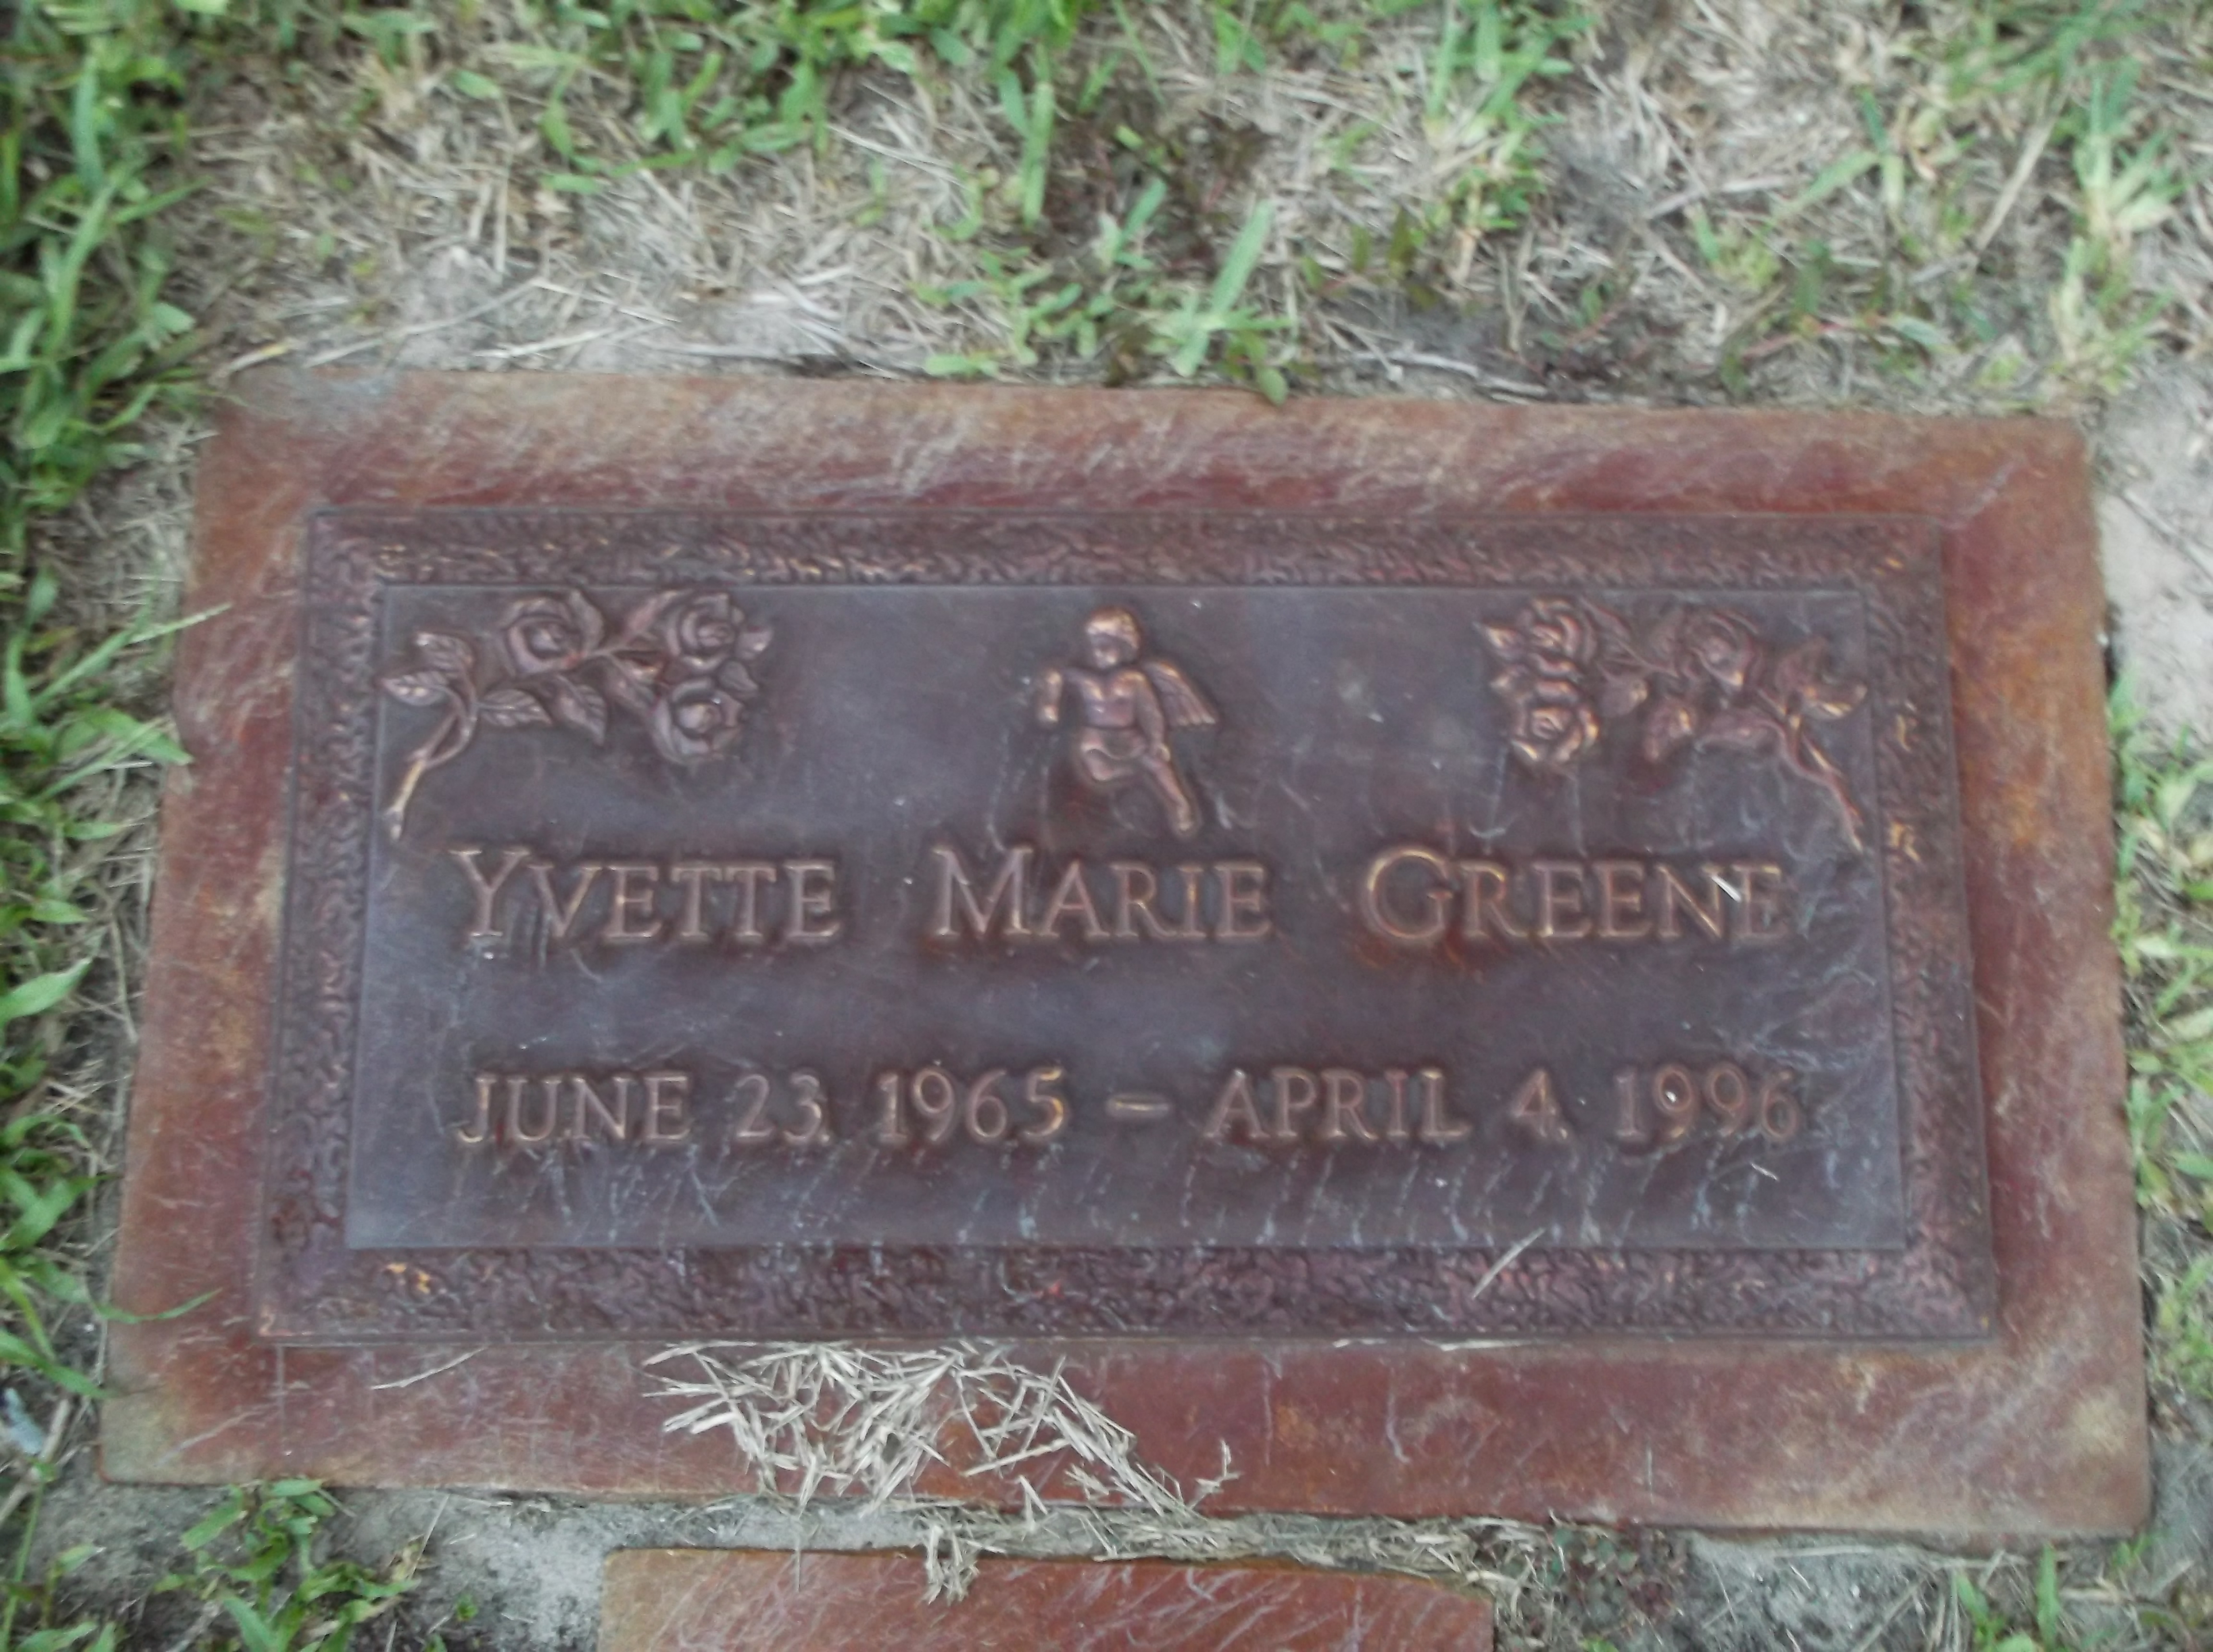 YVETTE MARIE GREENE
JUNE 23, 1965 – APRIL 4, 1996